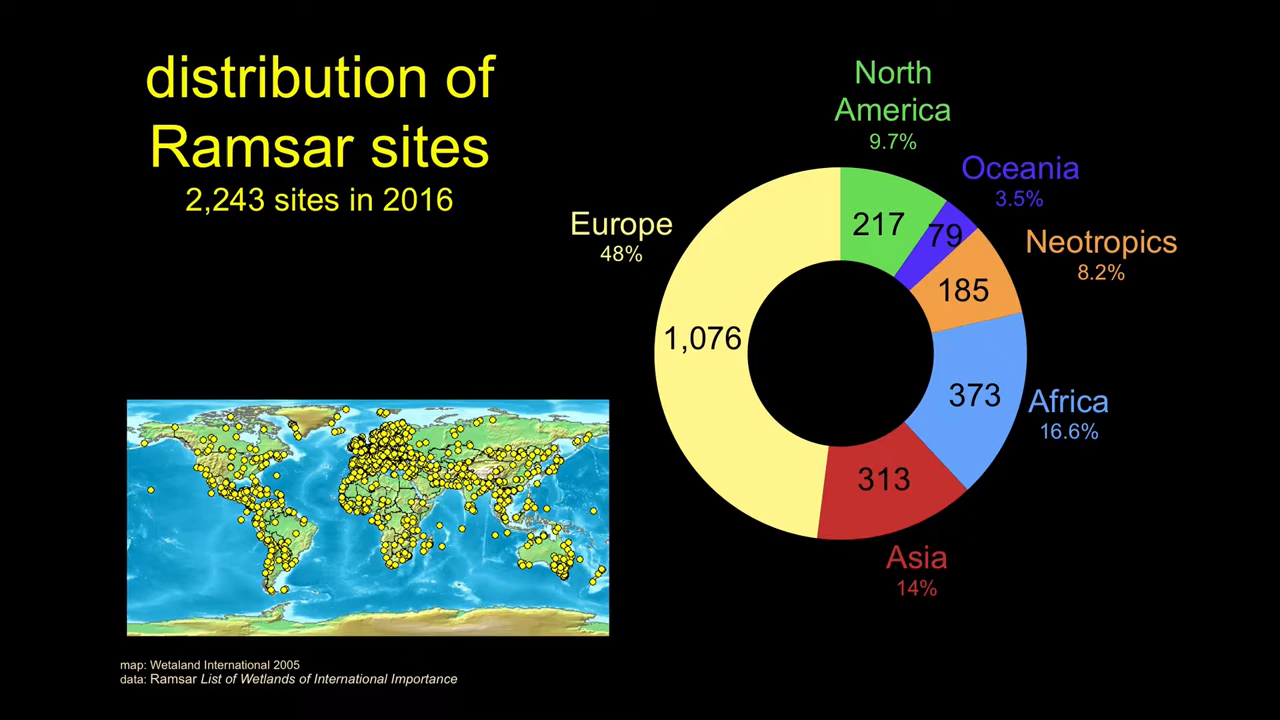 distribution of
Ramsar sites
2,243 sites in 2016
North
America
9.7%
Oceania
3.5%
Neotropics
8.2%
Europe
48%
217
79
185
1,076
373
Africa
16.6%
313
Asia
14%
map: Wetaland International 2005
data: Ramsar List of Wetlands of International Importance